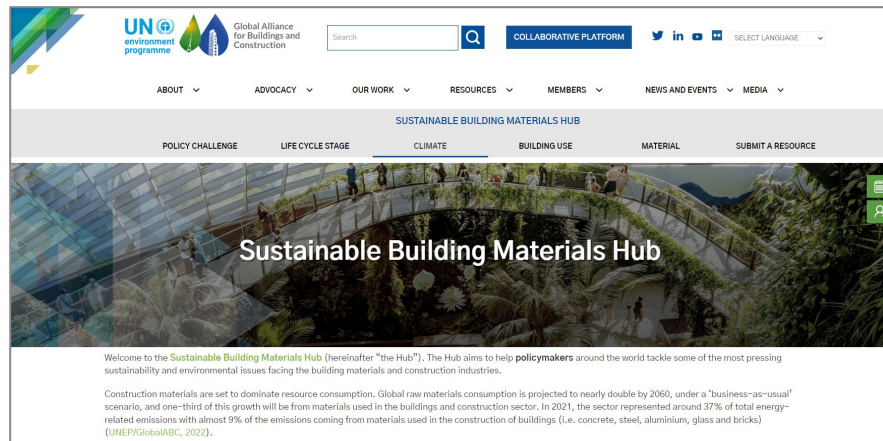 UN
environment
programme
Global Alliance
for Buildings and
Construction
Search
COLLABORATIVE PLATFORM
in
SELECT LANGUAGE
ABOUT
ADVOCACY
OUR WORK
RESOURCES
MEMBERS
NEWS AND EVENTS
MEDIA
SUSTAINABLE BUILDING MATERIALS HUB
POLICY CHALLENGE
LIFE CYCLE STAGE
CLIMATE
BUILDING USE
MATERIAL
SUBMIT A RESOURCE
Sustainable Building Materials Hub
Welcome to the Sustainable Building Materials Hub (hereinafter “the Hub”). The Hub aims to help policymakers around the world tackle some of the most pressing
sustainability and environmental issues facing the building materials and construction industries.
Construction materials are set to dominate resource consumption. Global raw materials consumption is projected to nearly double by 2060, under a ‘business-as-usual’
scenario, and one-third of this growth will be from materials used in the buildings and construction sector. In 2021, the sector represented around 37% of total energy-
related emissions with almost 9% of the emissions coming from materials used in the construction of buildings (i.e. concrete, steel, aluminium, glass and bricks)
(UNEP/GlobalABC, 2022).